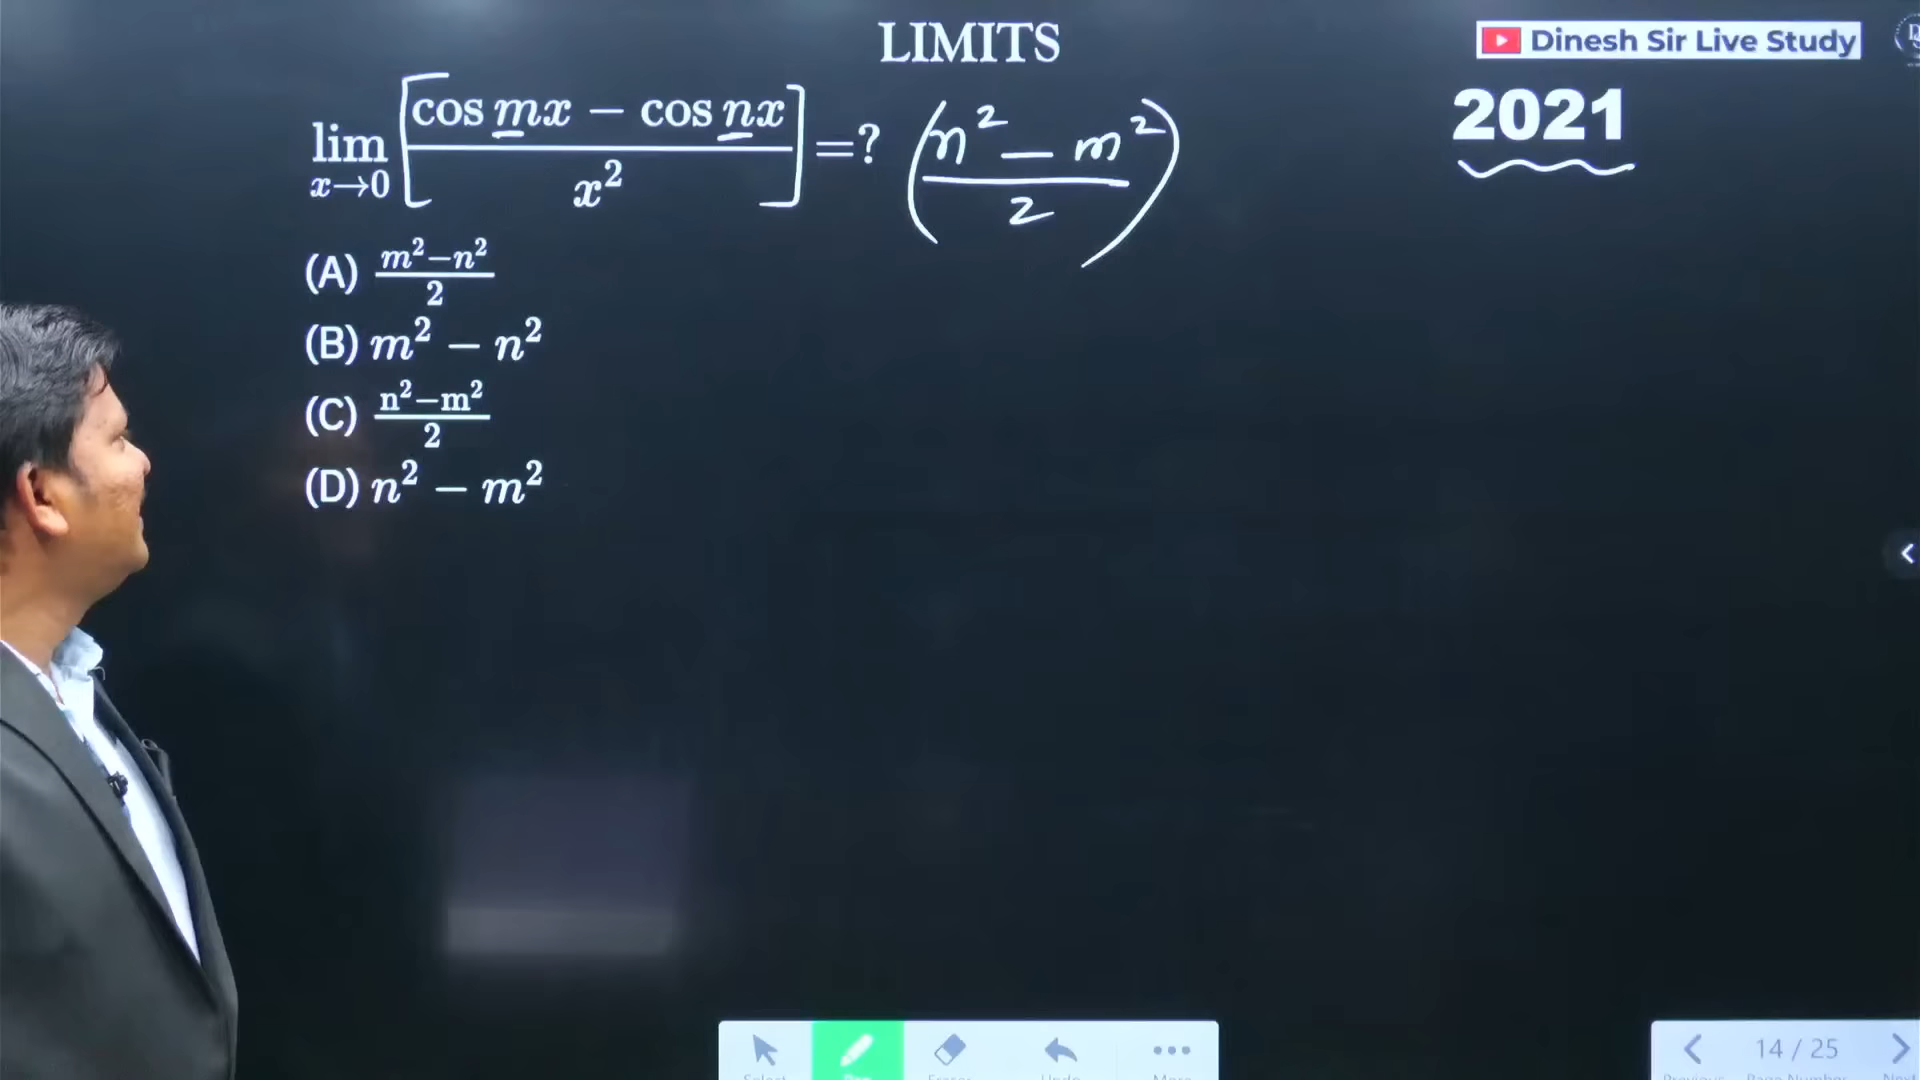 LIMITS
Dinesh Sir Live Study
2021
lim x→0 [cos mx − cos nx / x²] =? (n² − m² / 2)
(A) m²−n² / 2
(B) m² − n²
(C) n²−m² / 2
(D) n² − m²
14 / 25